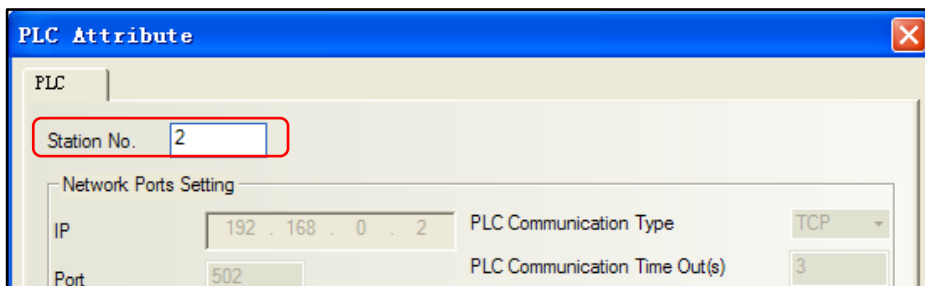 PLC Attribute
PLC
Station No. 2
Network Ports Setting
IP 192 . 168 . 0 . 2 PLC Communication Type TCP
Port 502 PLC Communication Time Out(s) 3